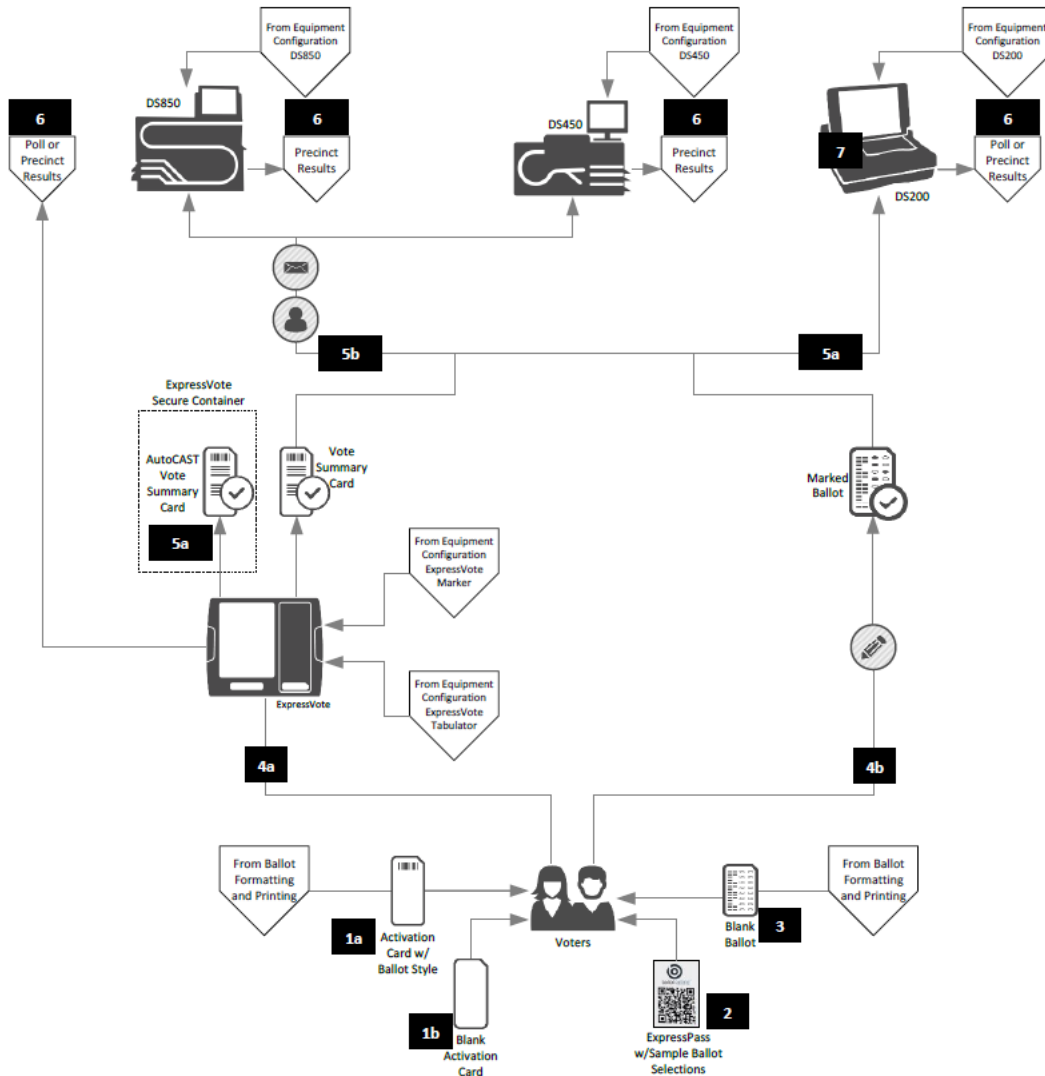 From Equipment
Configuration
DS850
From Equipment
Configuration
DS450
From Equipment
Configuration
DS200
DS850
DS450
6
6
6
6
7
Poll or
Precinct
Results
Precinct
Results
Precinct
Results
Poll or
Precinct
Results
DS200
5b
5a
ExpressVote
Secure Container
AutoCAST
Vote
Summary
Card
5a
Vote
Summary
Card
Marked
Ballot
From Equipment
Configuration
ExpressVote
Marker
From Equipment
Configuration
ExpressVote
Tabulator
ExpressVote
4a
4b
From Ballot
Formatting
and Printing
1a
Activation
Card w/
Ballot Style
Voters
Blank
Ballot
3
From Ballot
Formatting
and Printing
1b
Blank
Activation
Card
2
ExpressPass
w/Sample Ballot
Selections